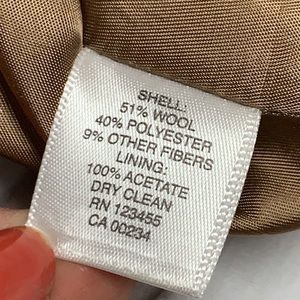 SHELL:
51% WOOL
40% POLYESTER
9% OTHER FIBERS
LINING:
100% ACETATE
DRY CLEAN
RN 123455
CA 00234